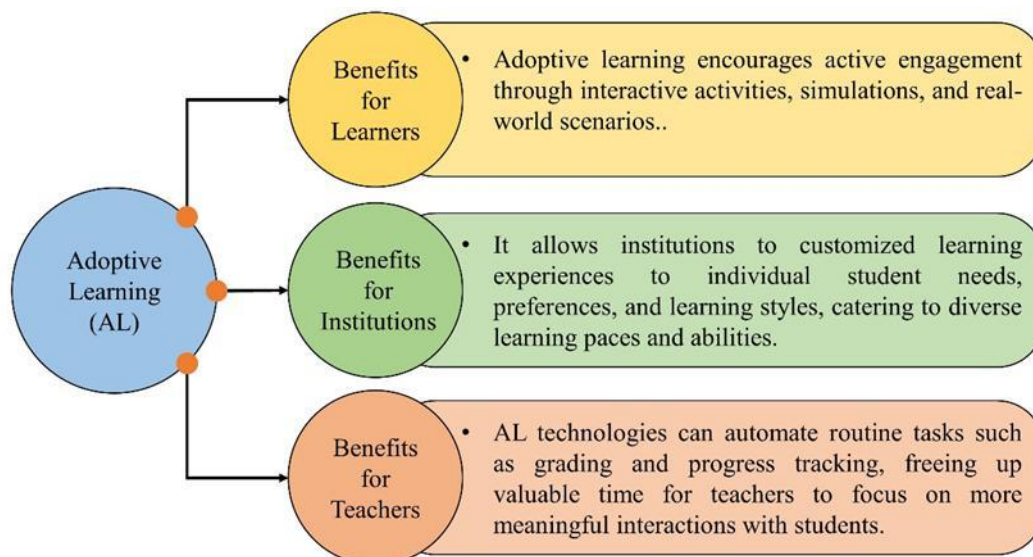 Adoptive
Learning
(AL)
Benefits
for
Learners
• Adoptive learning encourages active engagement
through interactive activities, simulations, and real-
world scenarios..
Benefits
for
Institutions
• It allows institutions to customized learning
experiences to individual student needs,
preferences, and learning styles, catering to diverse
learning paces and abilities.
Benefits
for
Teachers
• AL technologies can automate routine tasks such
as grading and progress tracking, freeing up
valuable time for teachers to focus on more
meaningful interactions with students.